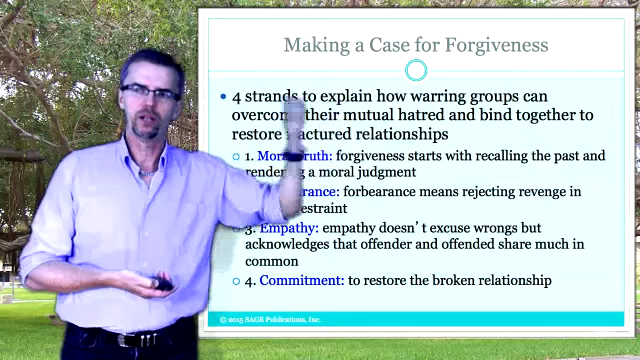 Making a Case for Forgiveness
• 4 strands to explain how warring groups can
their mutual hatred and bind together to
restore fractured relationships
1. Moral Truth: forgiveness starts with recalling the past and
rendering a moral judgment
forbearance means rejecting revenge in
restraint
3. Empathy: empathy doesn't excuse wrongs but
acknowledges that offender and offended share much in
common
4. Commitment: to restore the broken relationship
© 2015 SAGE Publications, Inc.